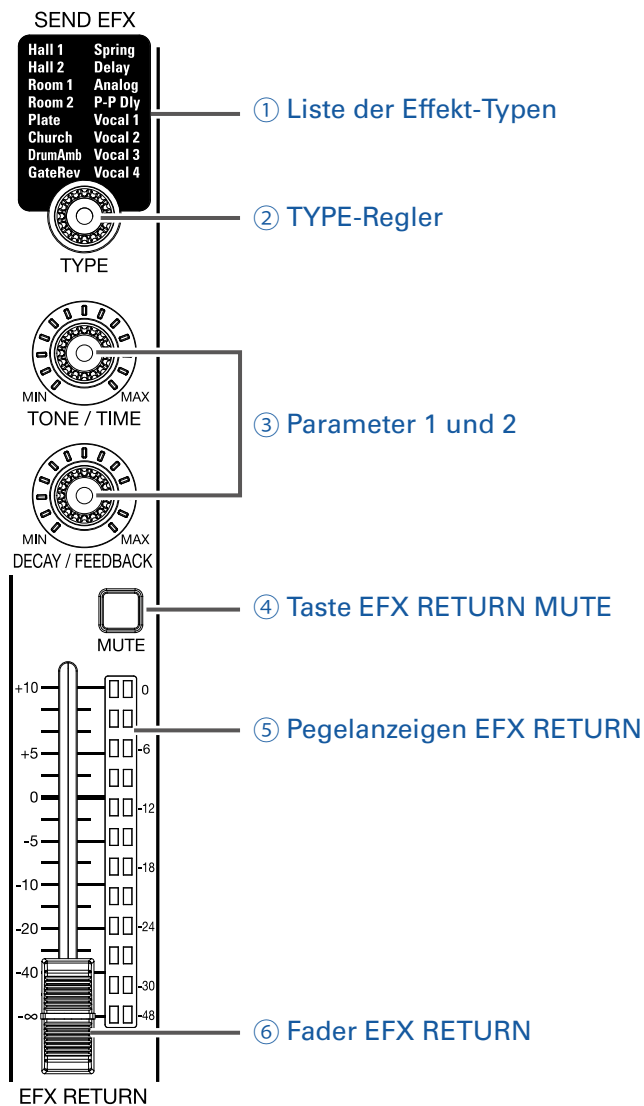 SEND EFX
Hall 1 Spring
Hall 2 Delay
Room 1 Analog
Room 2 P-P Dly
Plate Vocal 1
Church Vocal 2
DrumAmb Vocal 3
GateRev Vocal 4
① Liste der Effekt-Typen
② TYPE-Regler
TYPE
MIN MAX
TONE / TIME
③ Parameter 1 und 2
MIN MAX
DECAY / FEEDBACK
④ Taste EFX RETURN MUTE
MUTE
+10 0
⑤ Pegelanzeigen EFX RETURN
+5 -6
0 -12
-5
-18
-10
-20 -24
-40 -30
-∞ -48
⑥ Fader EFX RETURN
EFX RETURN